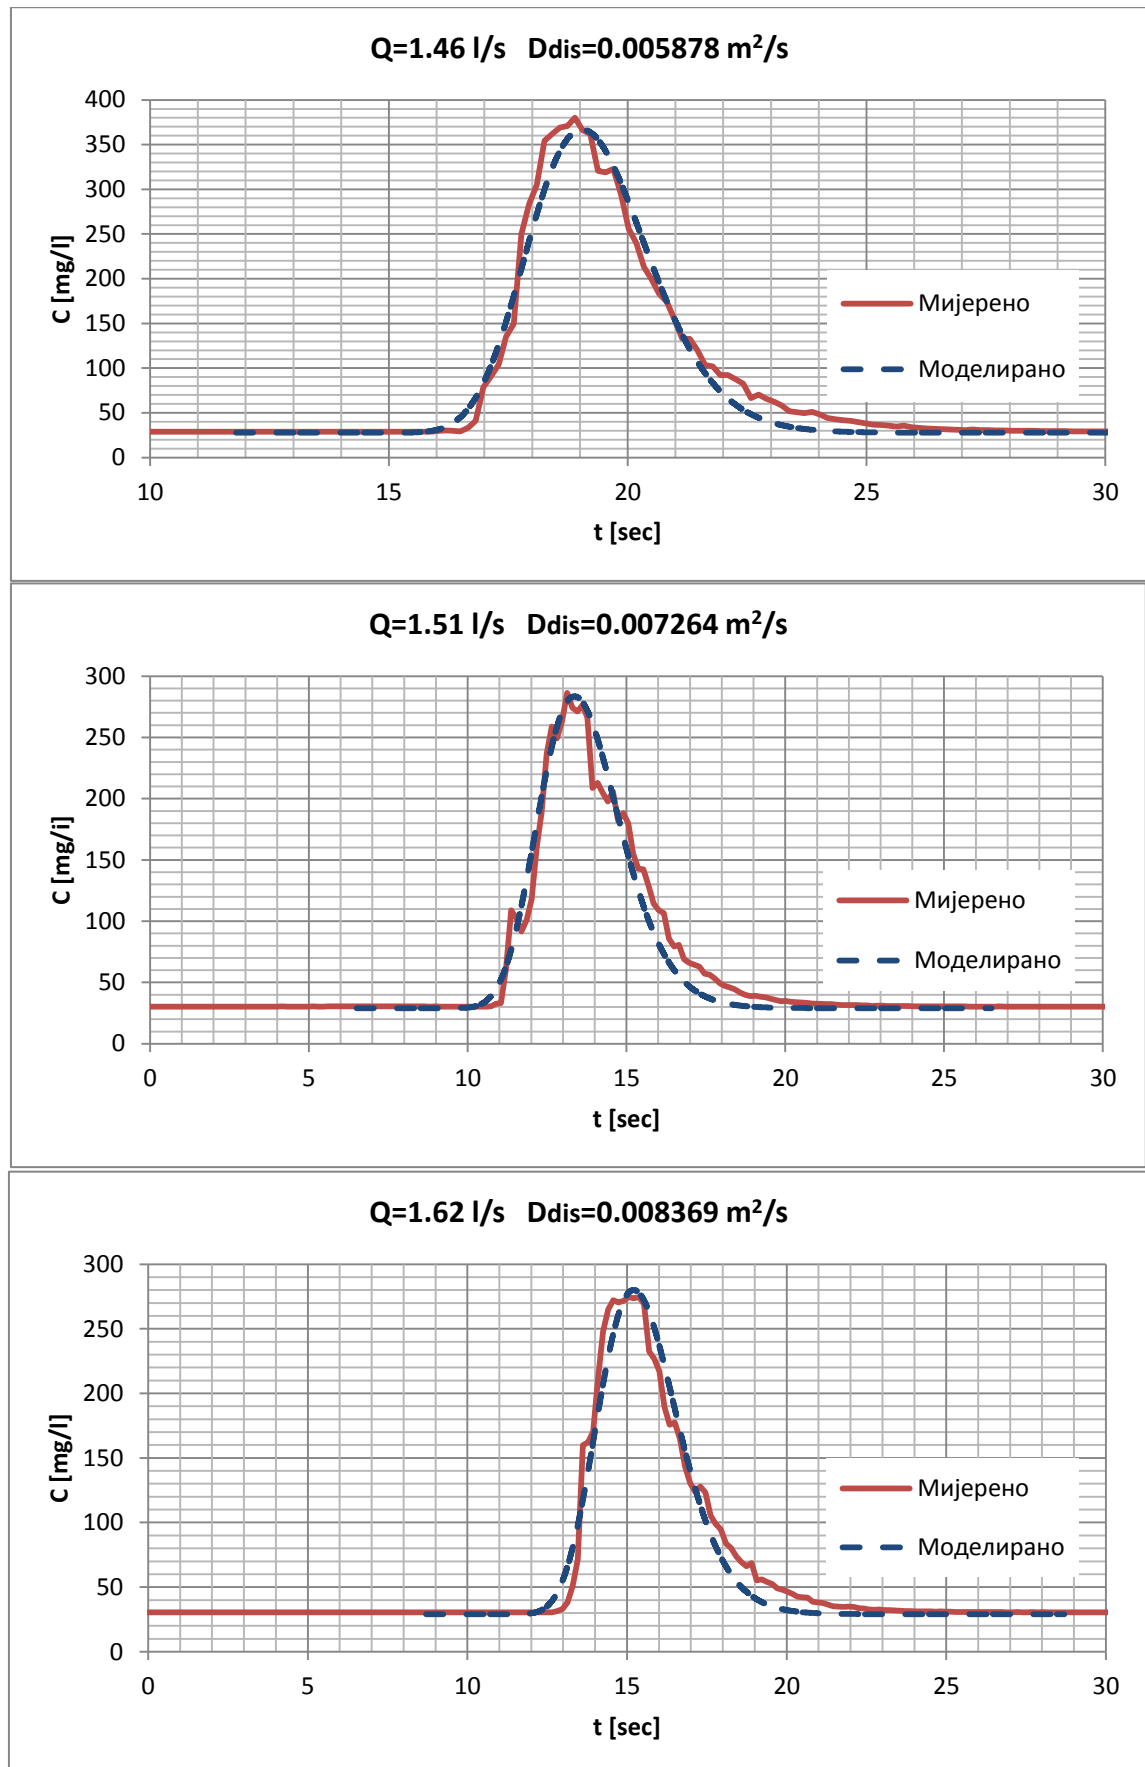 Q=1.46 l/s Ddis=0.005878 m²/s
400
350
300
250
200
150
100
50
0
C [mg/l]
Мијерено
Моделирано
10 15 20 25 30
t [sec]
Q=1.51 l/s Ddis=0.007264 m²/s
300
250
200
150
100
50
0
C [mg/i]
Мијерено
Моделирано
0 5 10 15 20 25 30
t [sec]
Q=1.62 l/s Ddis=0.008369 m²/s
300
250
200
150
100
50
0
C [mg/l]
Мијерено
Моделирано
0 5 10 15 20 25 30
t [sec]